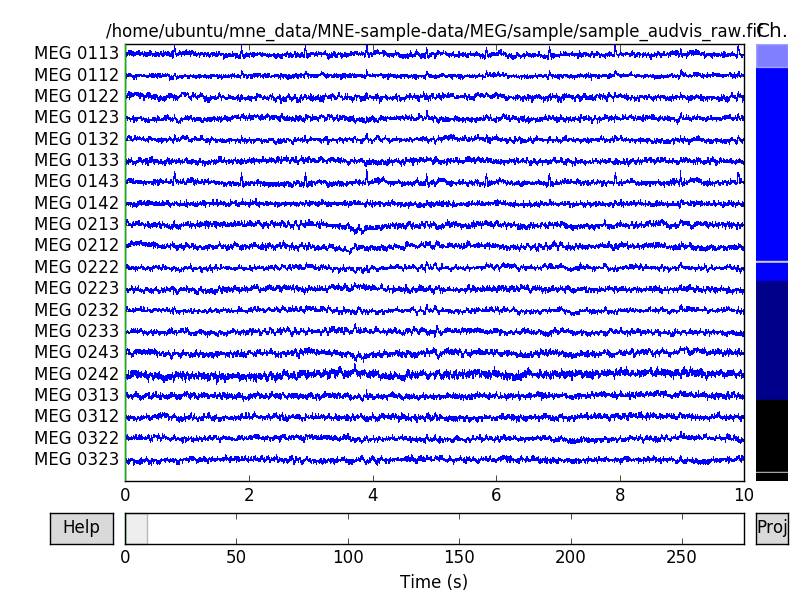 /home/ubuntu/mne_data/MNE-sample-data/MEG/sample/sample_audvis_raw.fif
Ch.
MEG 0113
MEG 0112
MEG 0122
MEG 0123
MEG 0132
MEG 0133
MEG 0143
MEG 0142
MEG 0213
MEG 0212
MEG 0222
MEG 0223
MEG 0232
MEG 0233
MEG 0243
MEG 0242
MEG 0313
MEG 0312
MEG 0322
MEG 0323
0 2 4 6 8 10
Help
Proj
0 50 100 150 200 250
Time (s)